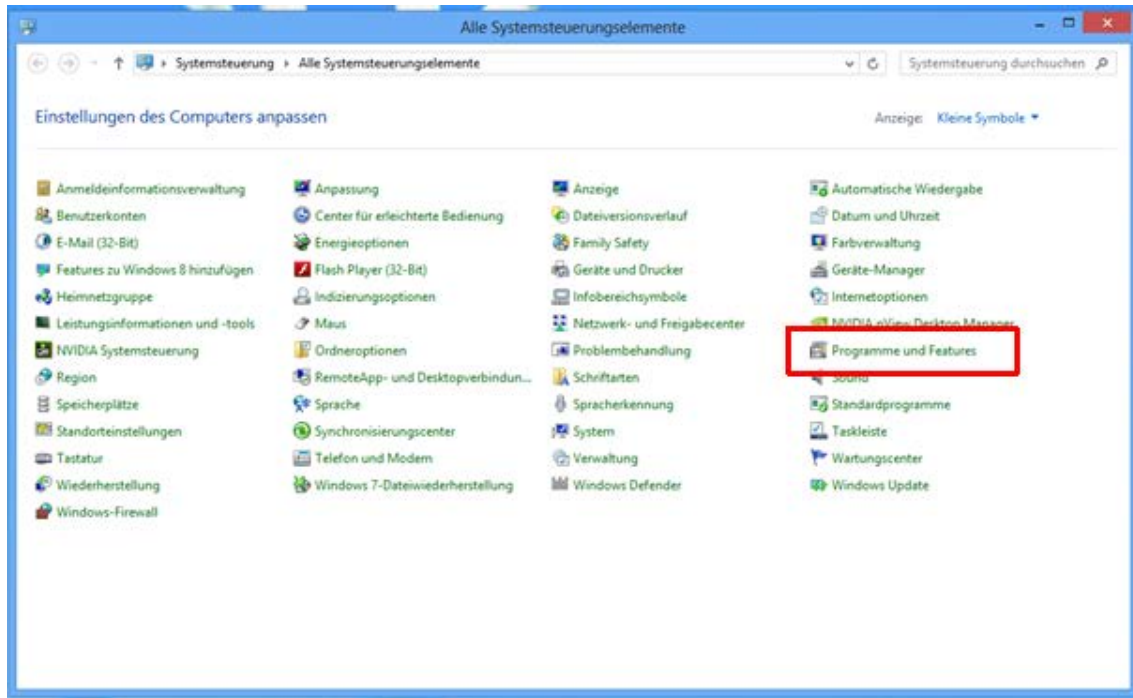 Alle Systemsteuerungselemente
Systemsteuerung Alle Systemsteuerungselemente Systemsteuerung durchsuchen
Einstellungen des Computers anpassen Anzeige: Kleine Symbole
Anmeldeinformationsverwaltung Anpassung Anzeige Automatische Wiedergabe
Benutzerkonten Center für erleichterte Bedienung Dateiversionsverlauf Datum und Uhrzeit
E-Mail (32-Bit) Energieoptionen Family Safety Farbverwaltung
Features zu Windows 8 hinzufügen Flash Player (32-Bit) Geräte und Drucker Geräte-Manager
Heimnetzgruppe Indizierungsoptionen Infobereichsymbole Internetoptionen
Leistungsinformationen und -tools Maus Netzwerk- und Freigabecenter NVIDIA nView Desktop Manager
NVIDIA Systemsteuerung Ordneroptionen Problembehandlung Programme und Features
Region RemoteApp- und Desktopverbindun... Schriftarten Sound
Speicherplätze Sprache Spracherkennung Standardprogramme
Standorteinstellungen Synchronisierungscenter System Taskleiste
Tastatur Telefon und Modem Verwaltung Wartungscenter
Wiederherstellung Windows 7-Dateiwiederherstellung Windows Defender Windows Update
Windows-Firewall